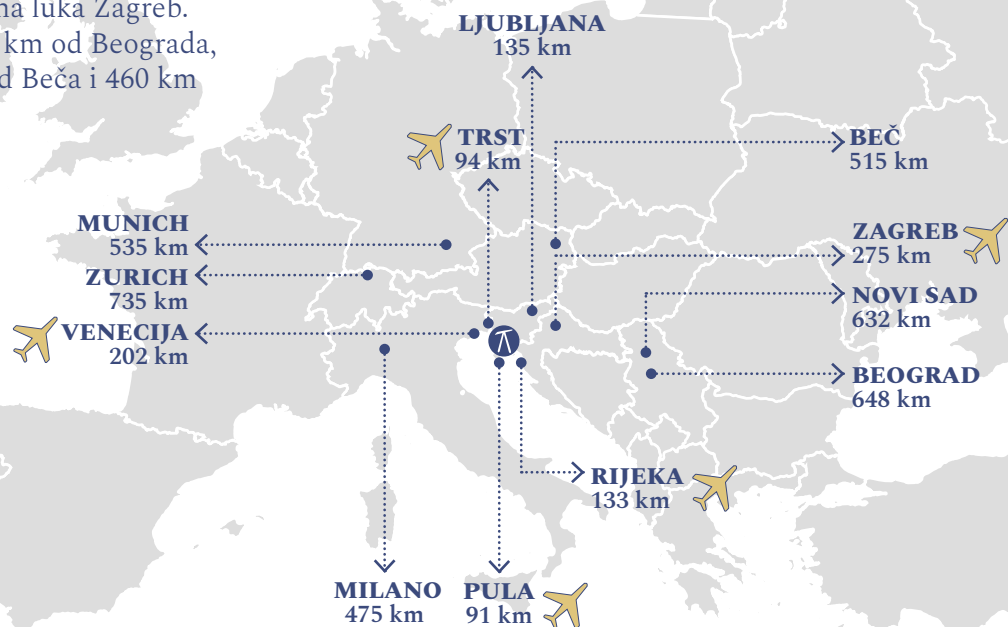 na luka Zagreb.
km od Beograda,
Beča i 460 km
LJUBLJANA
135 km
TRST
94 km
BEČ
515 km
MUNICH
535 km
ZAGREB
275 km
ZURICH
735 km
NOVI SAD
632 km
VENECIJA
202 km
BEOGRAD
648 km
RIJEKA
133 km
MILANO
475 km
PULA
91 km